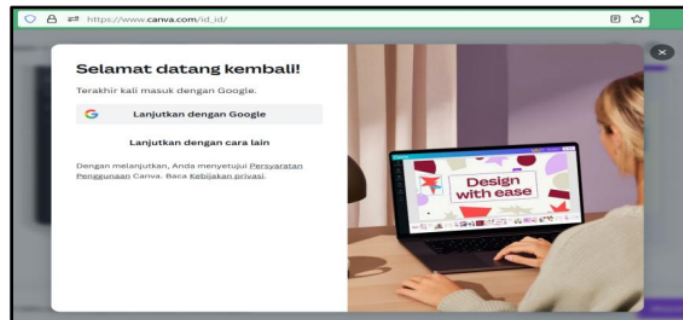 https://www.canva.com/id_id/
Selamat datang kembali!
Terakhir kali masuk dengan Google.
Lanjutkan dengan Google
Lanjutkan dengan cara lain
Dengan melanjutkan, Anda menyetujui Persyaratan
Penggunaan Canva. Baca Kebijakan privasi.
Design
with ease